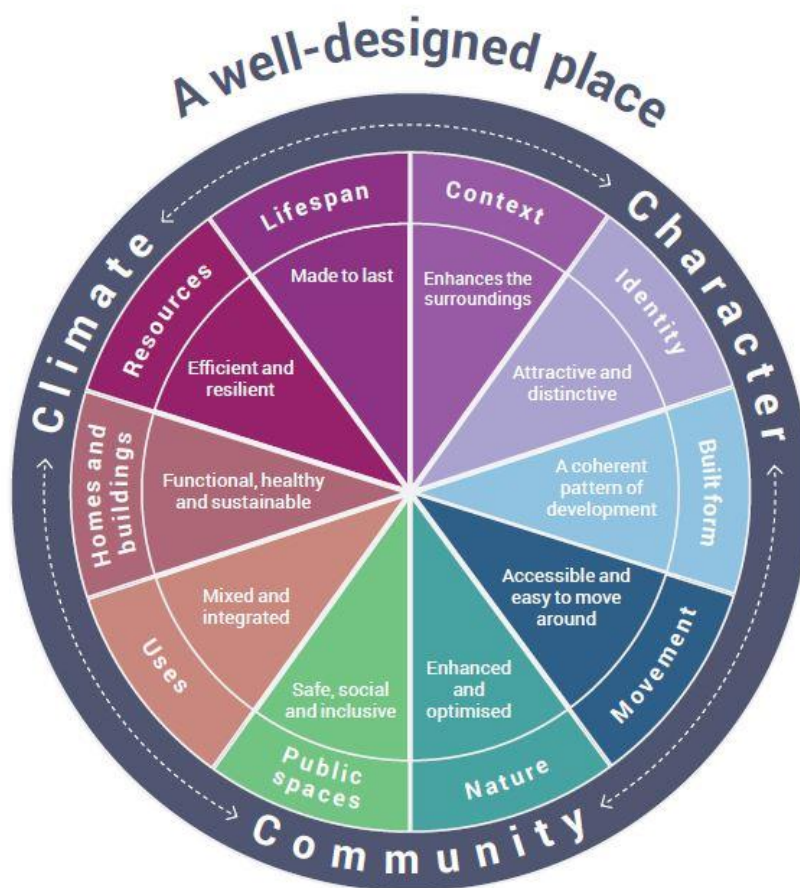 A well-designed place
Climate
Character
Community
Context
Enhances the
surroundings
Identity
Attractive and
distinctive
Built form
A coherent
pattern of
development
Movement
Accessible and
easy to move
around
Nature
Enhanced
and
optimised
Public
spaces
Safe, social
and inclusive
Uses
Mixed and
integrated
Homes and
buildings
Functional, healthy
and sustainable
Resources
Efficient and
resilient
Lifespan
Made to last